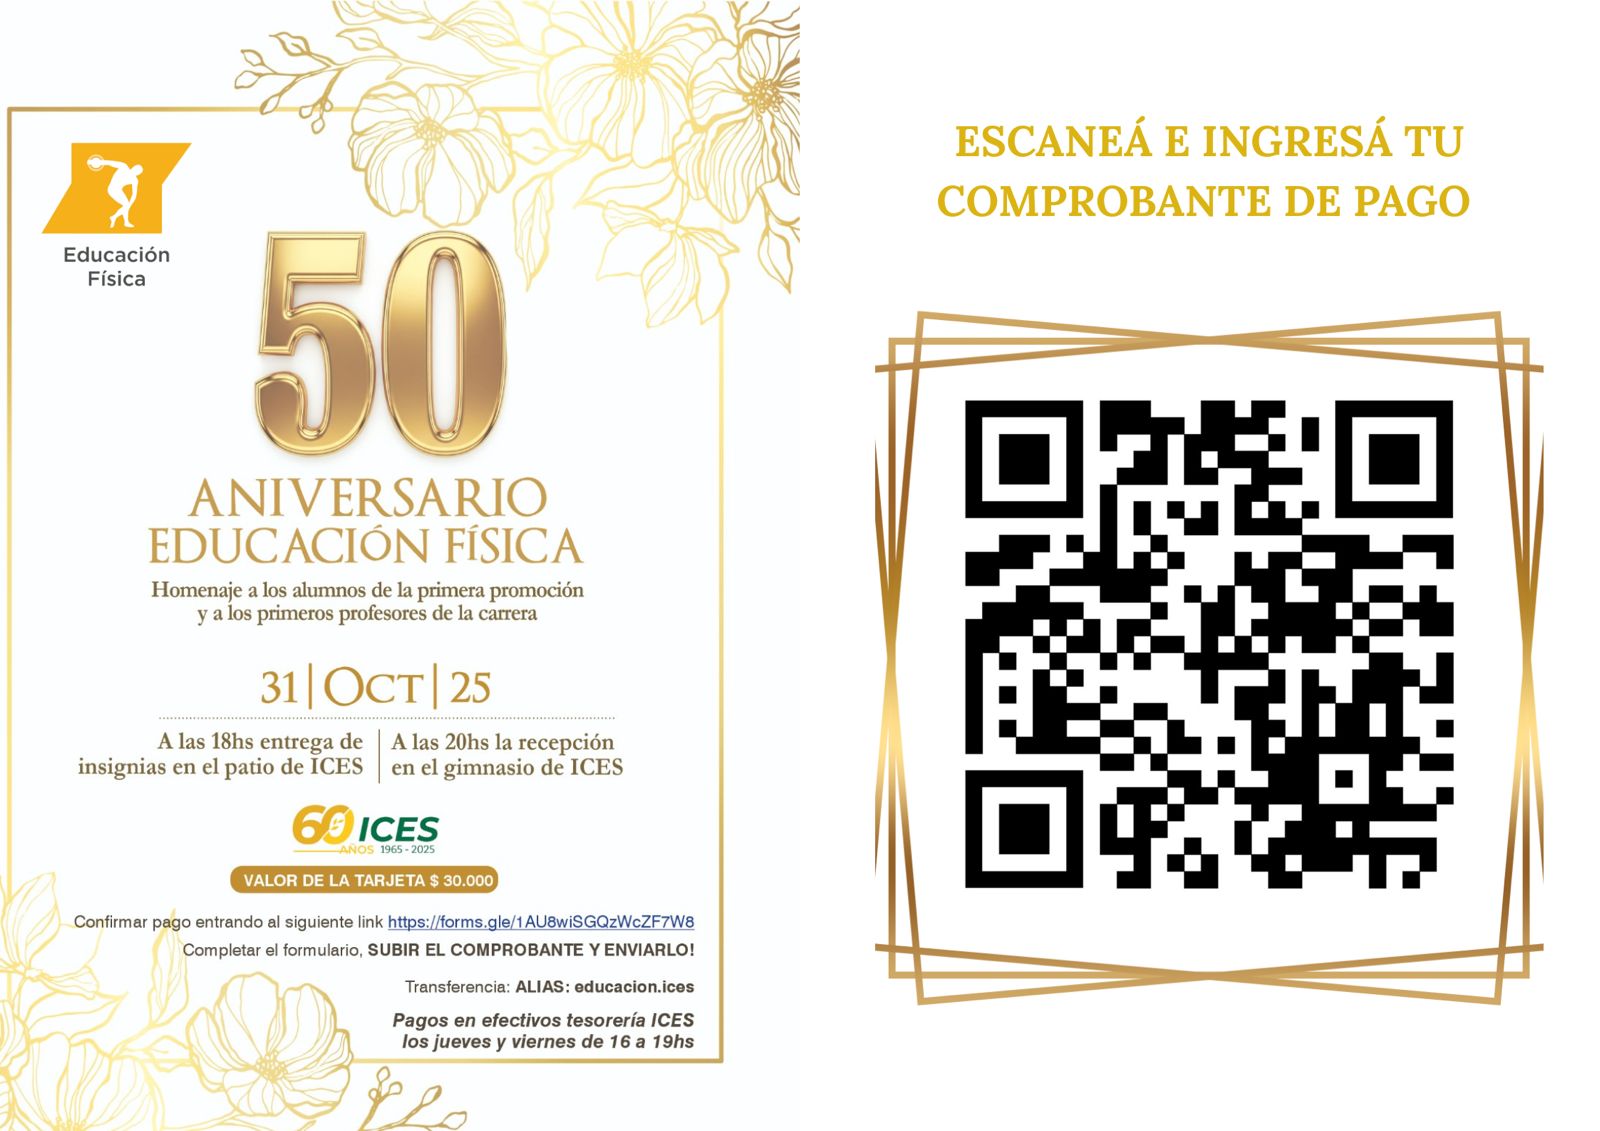 Educación
Física
50
ANIVERSARIO
EDUCACIÓN FÍSICA
Homenaje a los alumnos de la primera promoción
y a los primeros profesores de la carrera
31 | OCT | 25
A las 18hs entrega de
insignias en el patio de ICES
A las 20hs la recepción
en el gimnasio de ICES
60 ICES
AÑOS 1965 - 2025
VALOR DE LA TARJETA $ 30.000
Confirmar pago entrando al siguiente link https://forms.gle/1AU8wiSGQzWcZF7W8
Completar el formulario, SUBIR EL COMPROBANTE Y ENVIARLO!
Transferencia: ALIAS: educacion.ices
Pagos en efectivos tesorería ICES
los jueves y viernes de 16 a 19hs
ESCANEÁ E INGRESÁ TU
COMPROBANTE DE PAGO